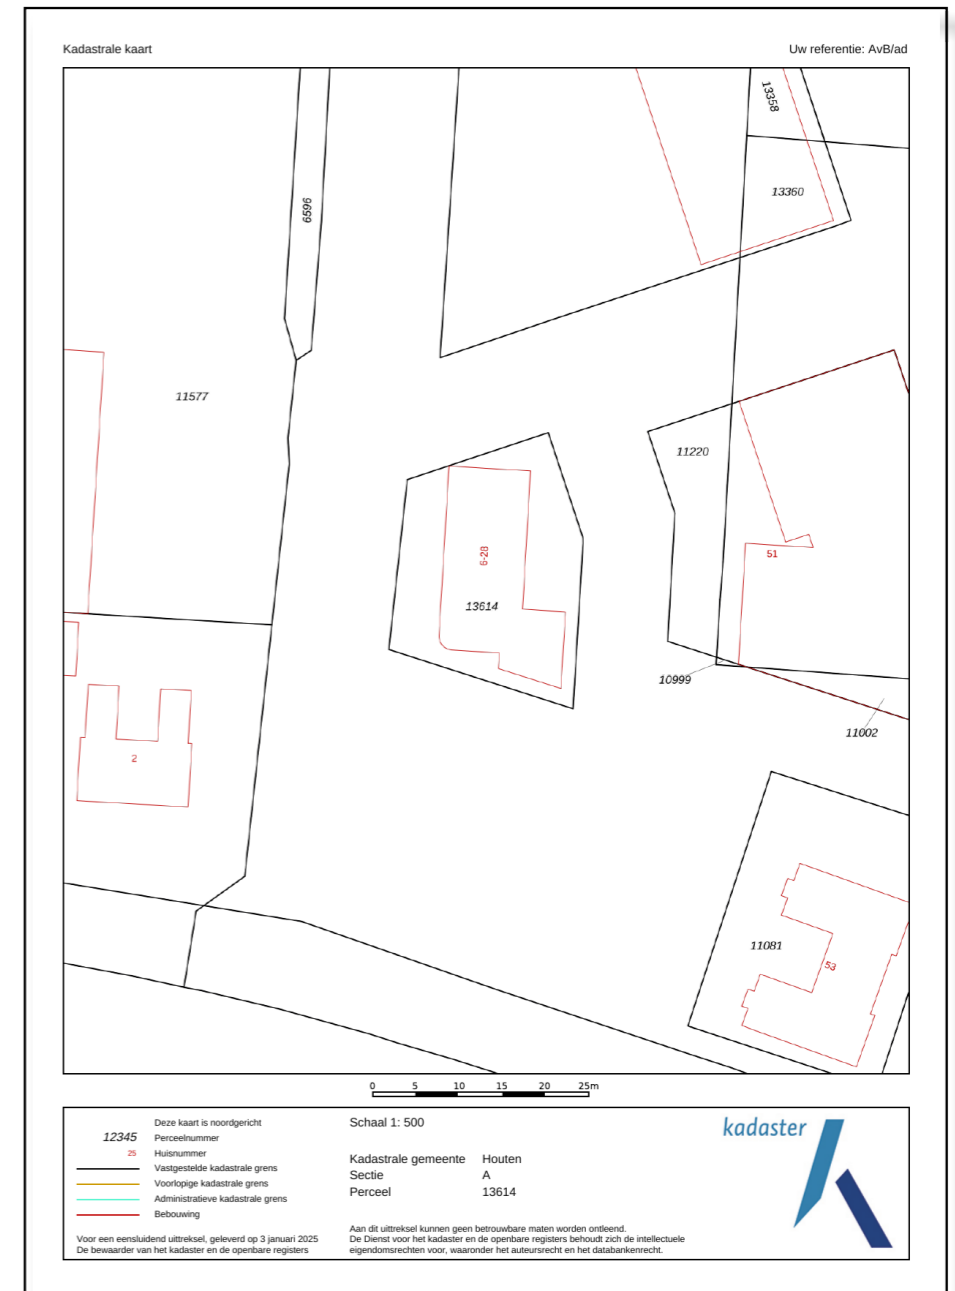 Kadastrale kaart
Uw referentie: AvB/ad
13358
13360
6596
11577
11220
6-28
51
13614
10999
11002
2
11081
53
0 5 10 15 20 25m
Deze kaart is noordgericht
12345 Perceelnummer
25 Huisnummer
Vastgestelde kadastrale grens
Voorlopige kadastrale grens
Administratieve kadastrale grens
Bebouwing
Voor een eensluidend uittreksel, geleverd op 3 januari 2025
De bewaarder van het kadaster en de openbare registers
Schaal 1: 500
Kadastrale gemeente Houten
Sectie A
Perceel 13614
Aan dit uittreksel kunnen geen betrouwbare maten worden ontleend.
De Dienst voor het kadaster en de openbare registers behoudt zich de intellectuele
eigendomsrechten voor, waaronder het auteursrecht en het databankenrecht.
kadaster